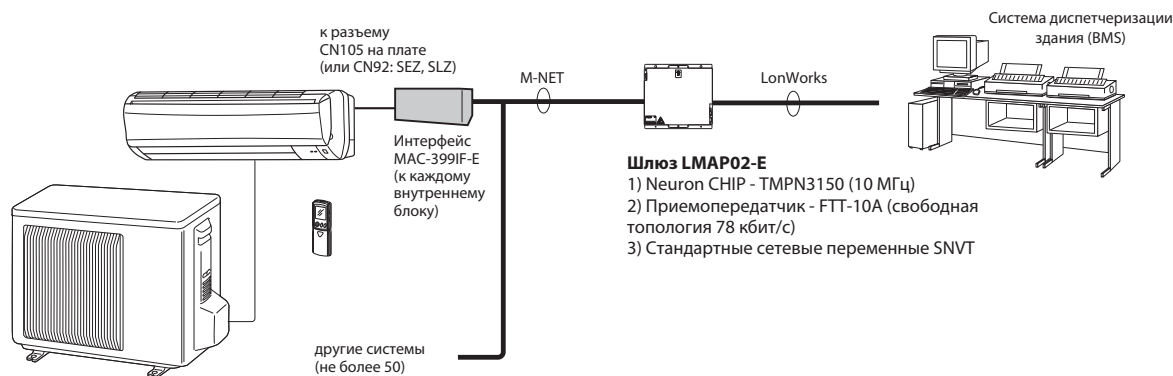 к разъему
CN105 на плате
(или CN92: SEZ, SLZ)
M-NET
LonWorks
Система диспетчеризации
здания (BMS)
Интерфейс
MAC-399IF-E
(к каждому
внутреннему
блоку)
Шлюз LMAP02-E
1) Neuron CHIP - TMPN3150 (10 МГц)
2) Приемопередатчик - FTT-10A (свободная
топология 78 кбит/с)
3) Стандартные сетевые переменные SNVT
другие системы
(не более 50)